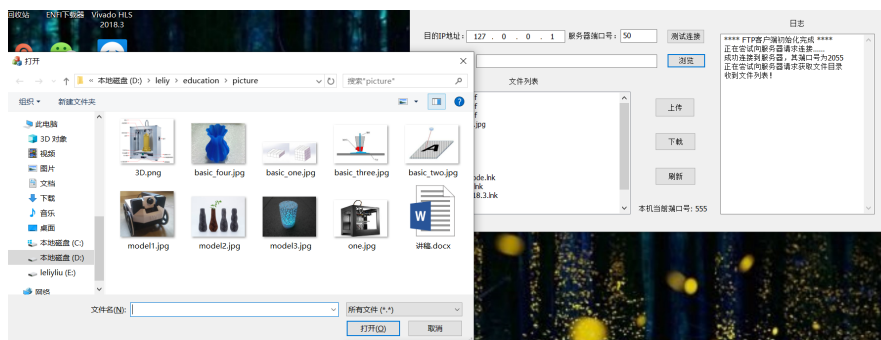 回收站 ENFI下载器 Vivado HLS
2018.3
打开
« 本地磁盘 (D:) › leliy › education › picture
搜索"picture"
组织 新建文件夹
此电脑
3D 对象
视频
图片
文档
下载
音乐
桌面
本地磁盘 (C:)
本地磁盘 (D:)
leliyliu (E:)
网络
3D.png basic_four.jpg basic_one.jpg basic_three.jpg basic_two.jpg
model1.jpg model2.jpg model3.jpg one.jpg 讲稿.docx
文件名(N):
所有文件 (*.*)
打开(O) 取消
目的IP地址: 127 . 0 . 0 . 1 服务器端口号: 50 测试连接
浏览
文件列表
.jpg
ode.lnk
lnk
18.3.lnk
上传
下载
刷新
本机当前端口号: 555
日志
**** FTP客户端初始化完成 ****
正在尝试向服务器请求连接......
成功连接到服务器，其端口号为2055
正在尝试向服务器请求获取文件目录
收到文件列表!